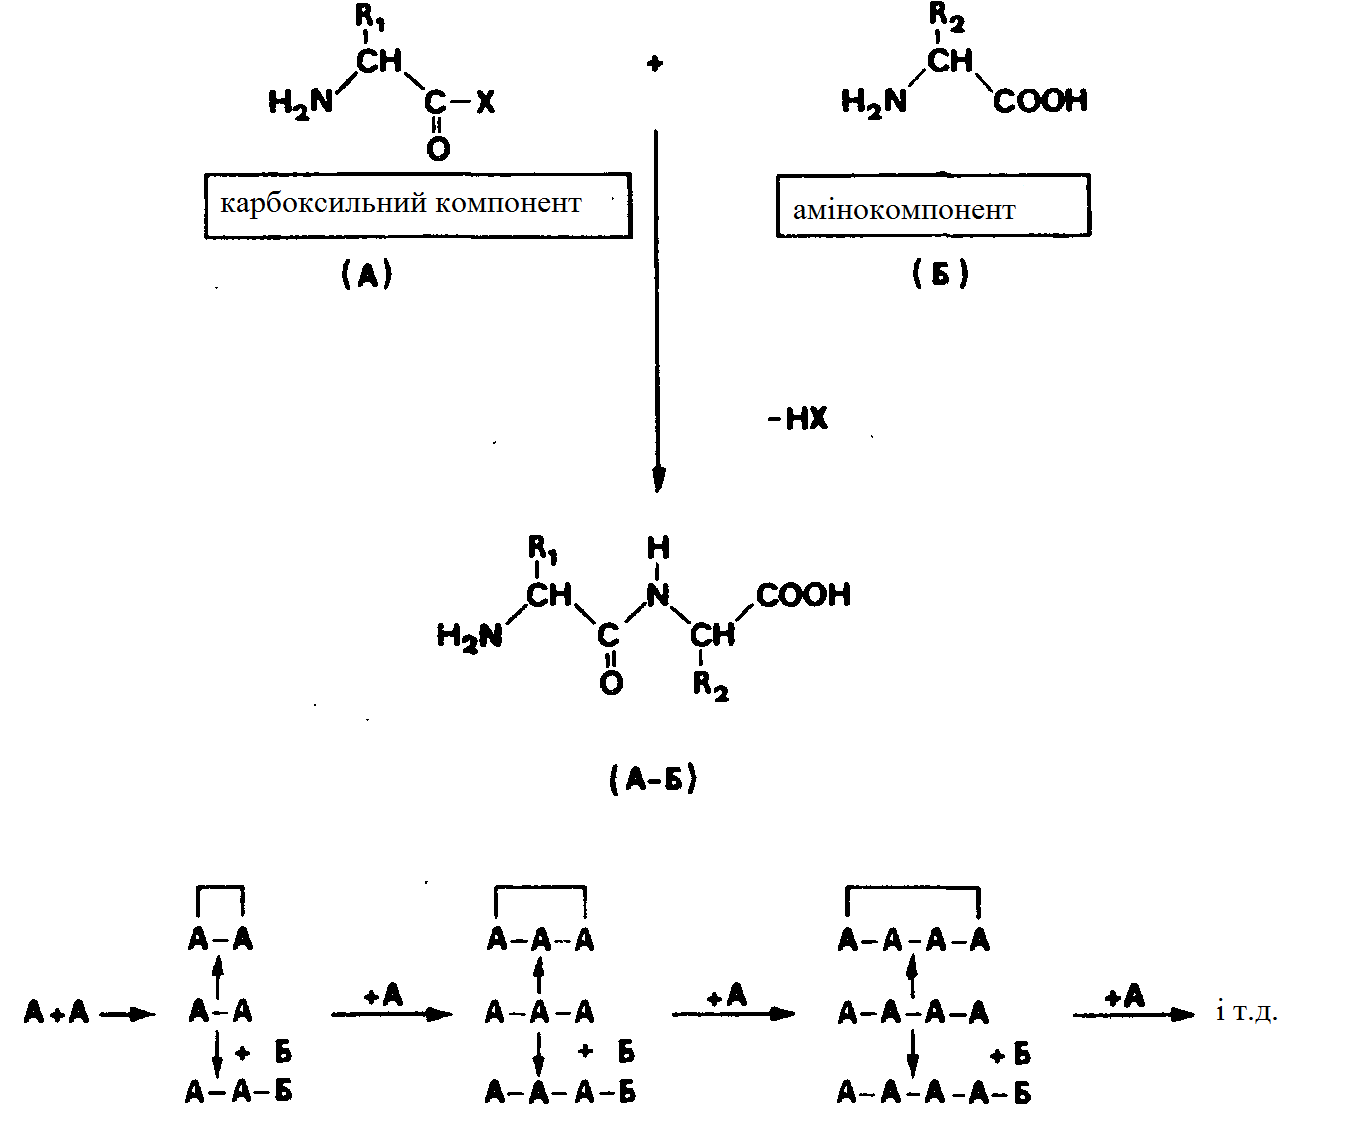 R₁ R₂
CH + CH
H₂N C–X H₂N COOH
O
карбоксильний компонент амінокомпонент
(А) (Б)
–HX
R₁ H
CH N COOH
H₂N C CH
O R₂
(А–Б)
А–А А–А–А А–А–А–А
А+А А–А +А А–А–А +А А–А–А–А +А і т.д.
+ Б + Б +Б
А–А–Б А–А–А–Б А–А–А–А–Б